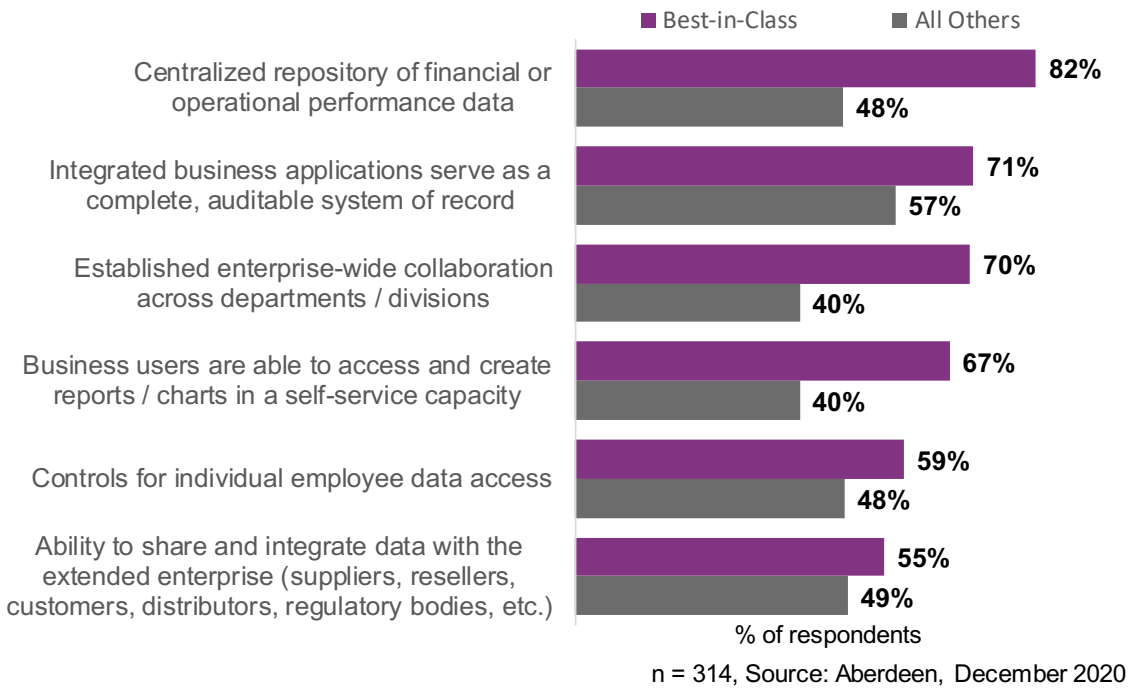 Best-in-Class All Others
Centralized repository of financial or
operational performance data
82%
48%
Integrated business applications serve as a
complete, auditable system of record
71%
57%
Established enterprise-wide collaboration
across departments / divisions
70%
40%
Business users are able to access and create
reports / charts in a self-service capacity
67%
40%
Controls for individual employee data access
59%
48%
Ability to share and integrate data with the
extended enterprise (suppliers, resellers,
customers, distributors, regulatory bodies, etc.)
55%
49%
% of respondents
n = 314, Source: Aberdeen, December 2020